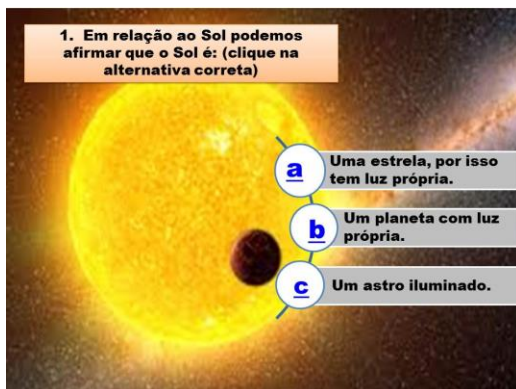 1. Em relação ao Sol podemos
afirmar que o Sol é: (clique na
alternativa correta)
a
Uma estrela, por isso
tem luz própria.
b
Um planeta com luz
própria.
c
Um astro iluminado.